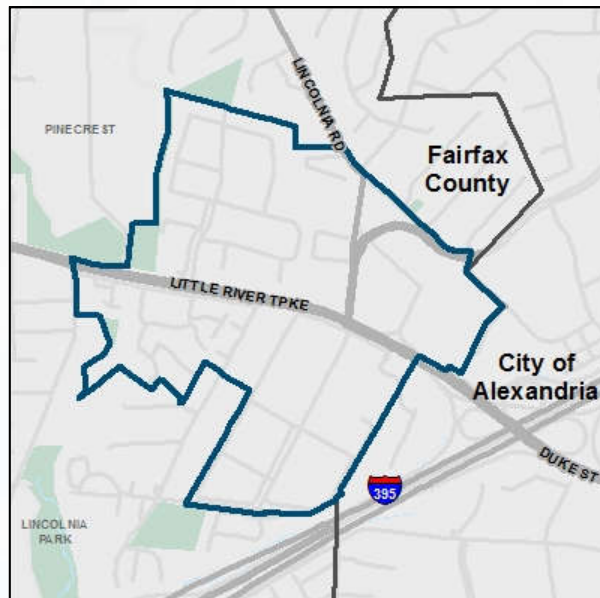 LINCOLNIA RD
PINECREST
Fairfax
County
LITTLE RIVER TPKE
City of
Alexandria
DUKE ST
395
LINCOLNIA
PARK